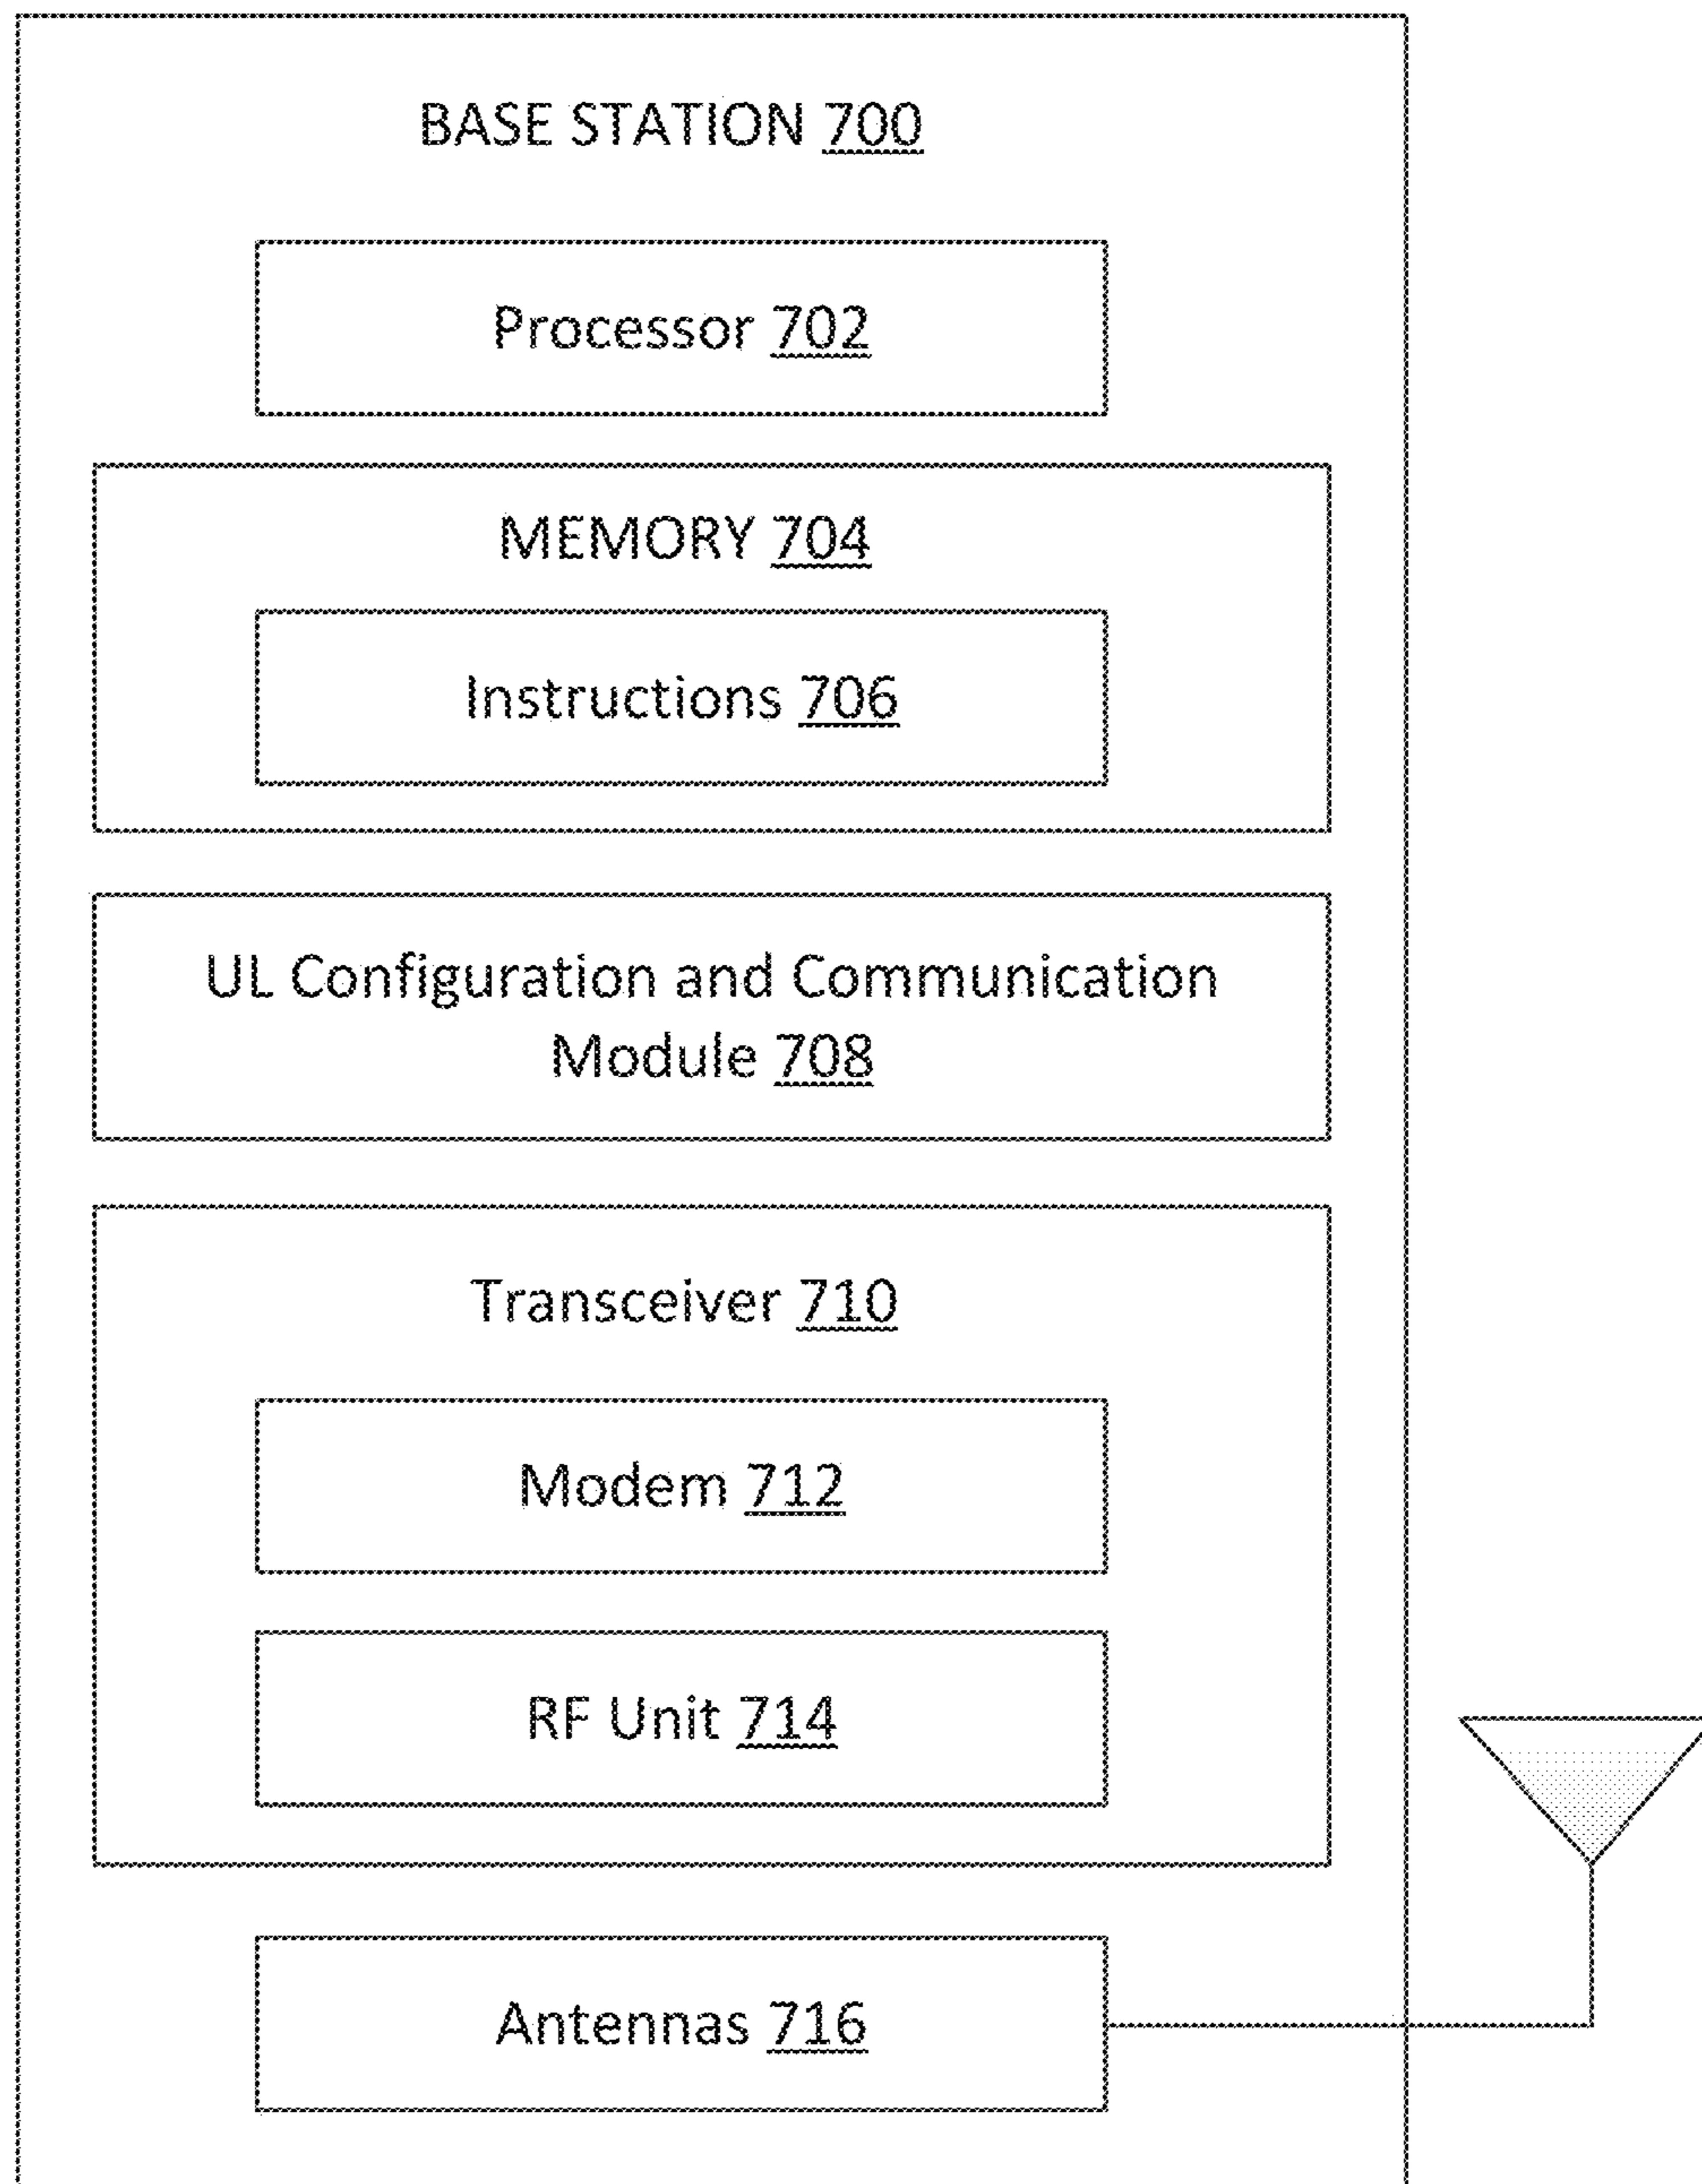 BASE STATION 700
Processor 702
MEMORY 704
Instructions 706
UL Configuration and Communication
Module 708
Transceiver 710
Modem 712
RF Unit 714
Antennas 716